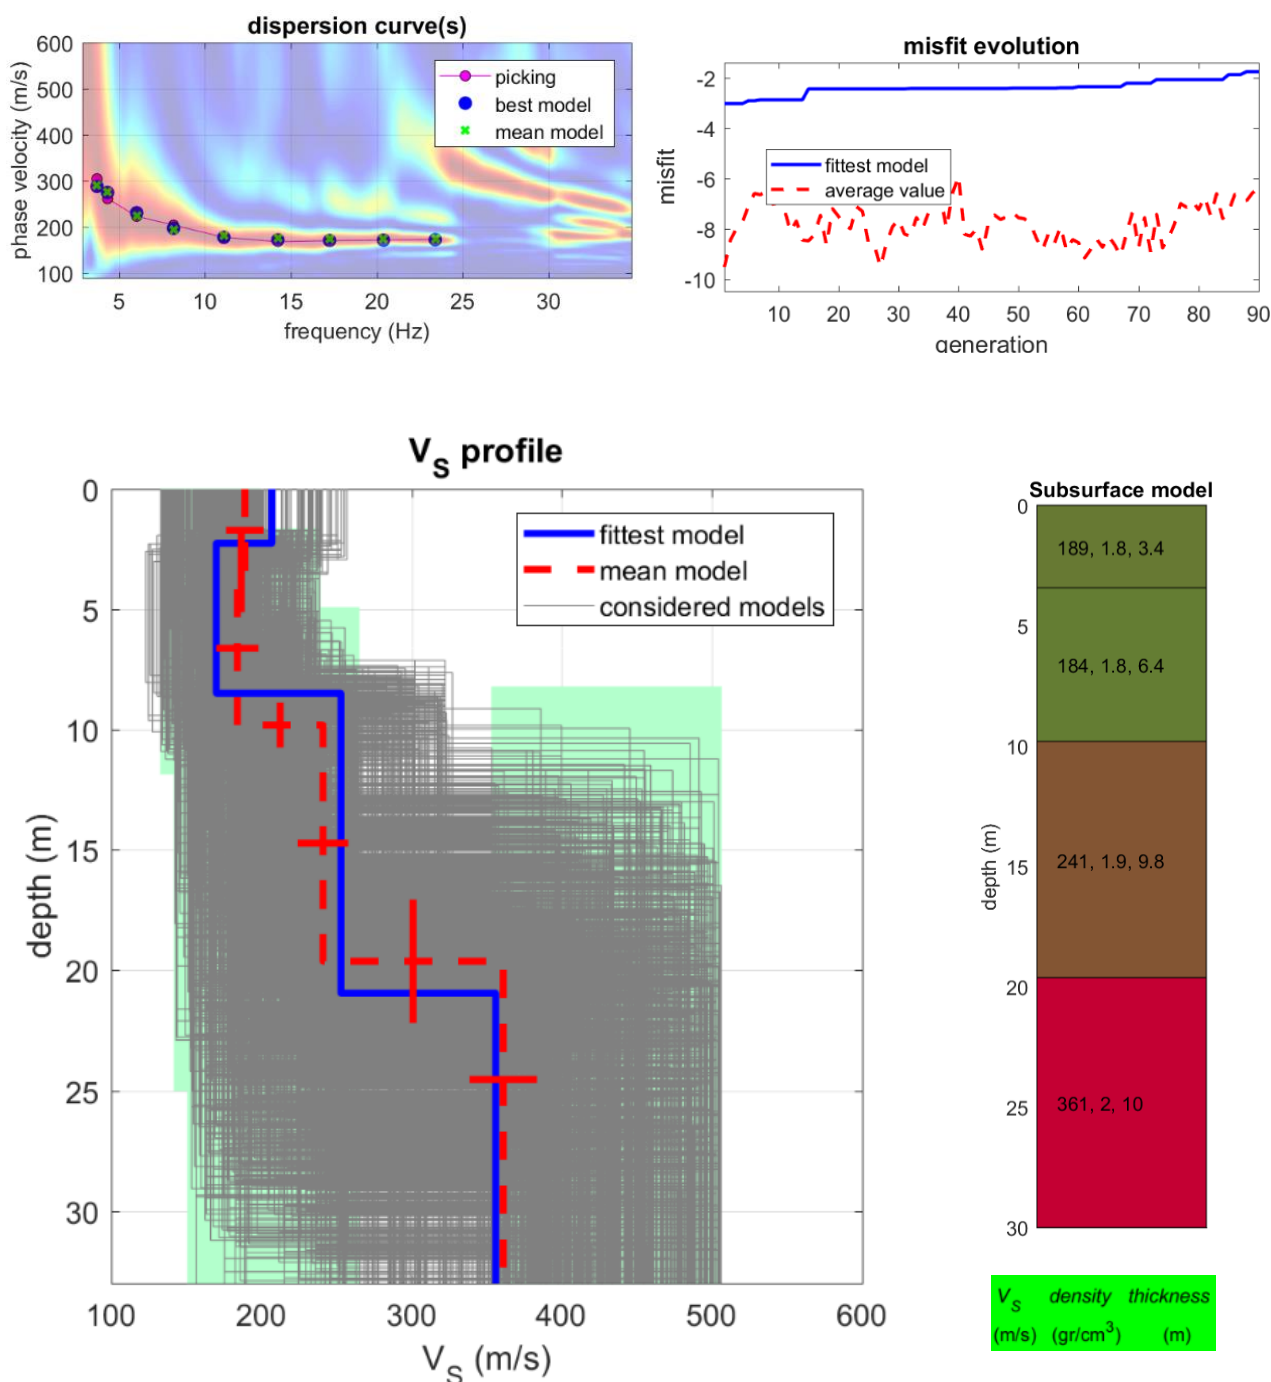 dispersion curve(s)
600
500
400
300
200
100
phase velocity (m/s)
picking
best model
mean model
5
10
15
20
25
30
frequency (Hz)
misfit evolution
-2
-4
-6
-8
-10
misfit
fittest model
average value
10
20
30
40
50
60
70
80
90
generation
VS profile
0
5
10
15
20
25
30
depth (m)
fittest model
mean model
considered models
100
200
300
400
500
600
VS (m/s)
Subsurface model
0
5
10
15
20
25
30
depth (m)
189, 1.8, 3.4
184, 1.8, 6.4
241, 1.9, 9.8
361, 2, 10
VS density thickness
(m/s) (gr/cm3) (m)